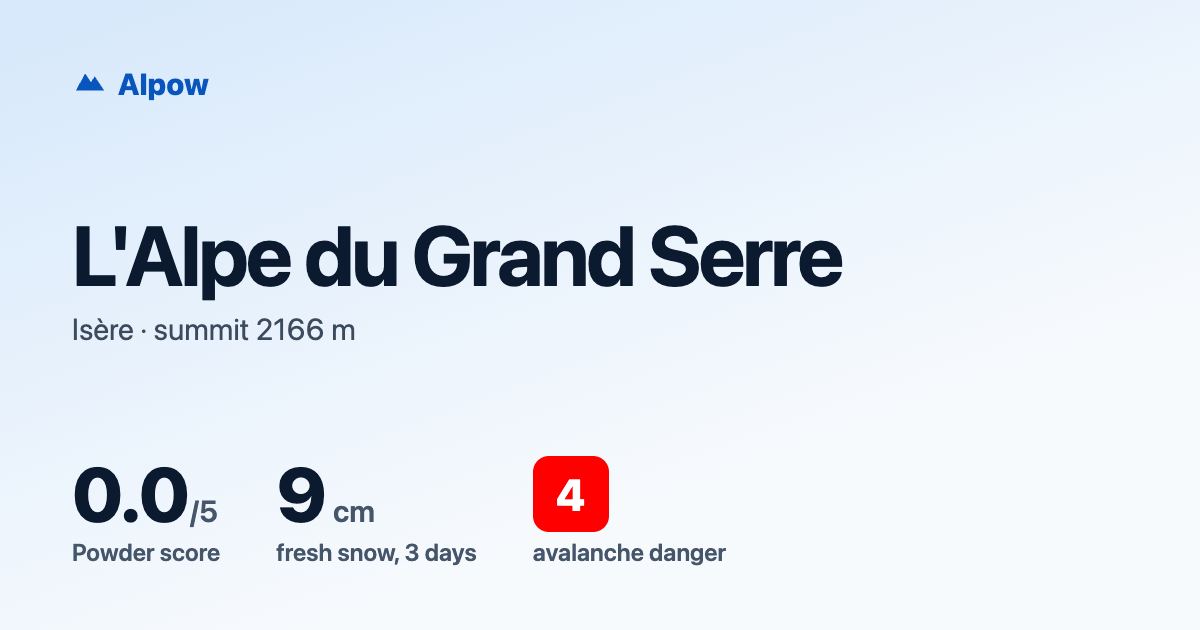 Alpow
L'Alpe du Grand Serre
Isère · summit 2166 m
0.0/5
Powder score
9 cm
fresh snow, 3 days
4
avalanche danger